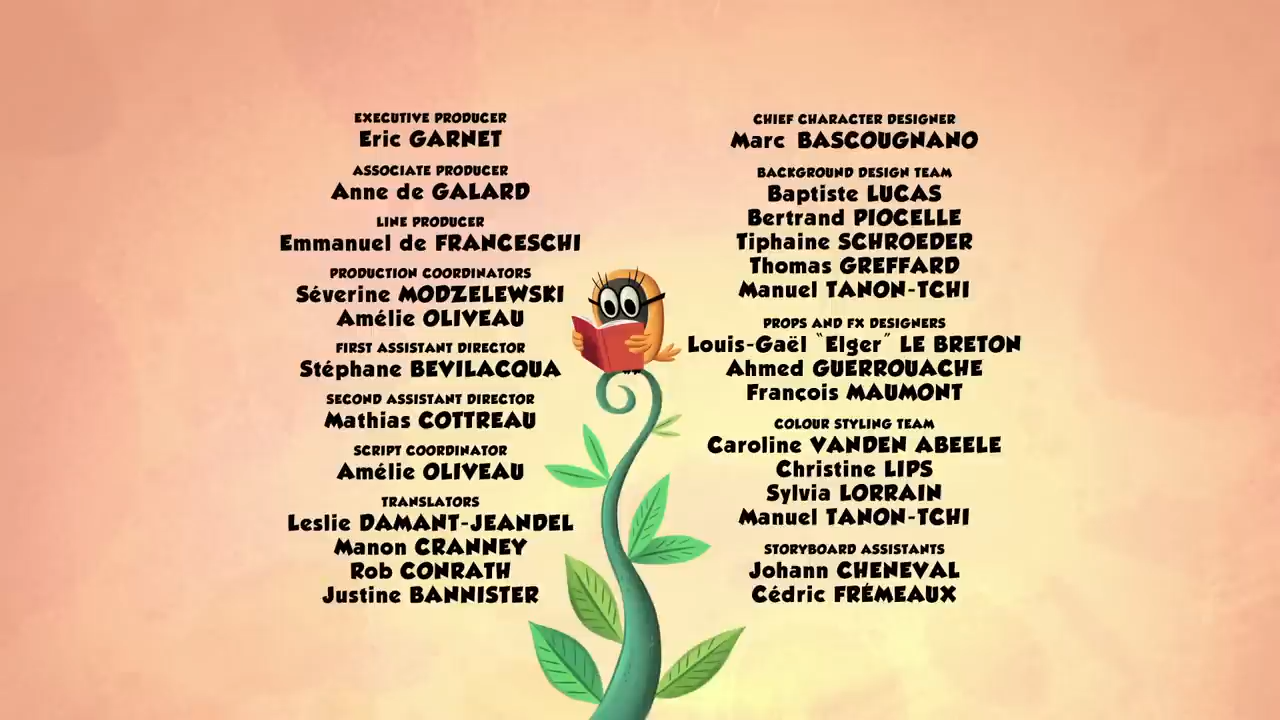 EXECUTIVE PRODUCER
Eric GARNET
ASSOCIATE PRODUCER
Anne de GALARD
LINE PRODUCER
Emmanuel de FRANCESCHI
PRODUCTION COORDINATORS
Séverine MODZELEWSKI
Amélie OLIVEAU
FIRST ASSISTANT DIRECTOR
Stéphane BEVILACQUA
SECOND ASSISTANT DIRECTOR
Mathias COTTREAU
SCRIPT COORDINATOR
Amélie OLIVEAU
TRANSLATORS
Leslie DAMANT-JEANDEL
Manon CRANNEY
Rob CONRATH
Justine BANNISTER
CHIEF CHARACTER DESIGNER
Marc BASCOUGNANO
BACKGROUND DESIGN TEAM
Baptiste LUCAS
Bertrand PIOCELLE
Tiphaine SCHROEDER
Thomas GREFFARD
Manuel TANON-TCHI
PROPS AND FX DESIGNERS
Louis-Gaël "Elger" LE BRETON
Ahmed GUERROUACHE
François MAUMONT
COLOUR STYLING TEAM
Caroline VANDEN ABEELE
Christine LIPS
Sylvia LORRAIN
Manuel TANON-TCHI
STORYBOARD ASSISTANTS
Johann CHENEVAL
Cédric FRÉMEAUX